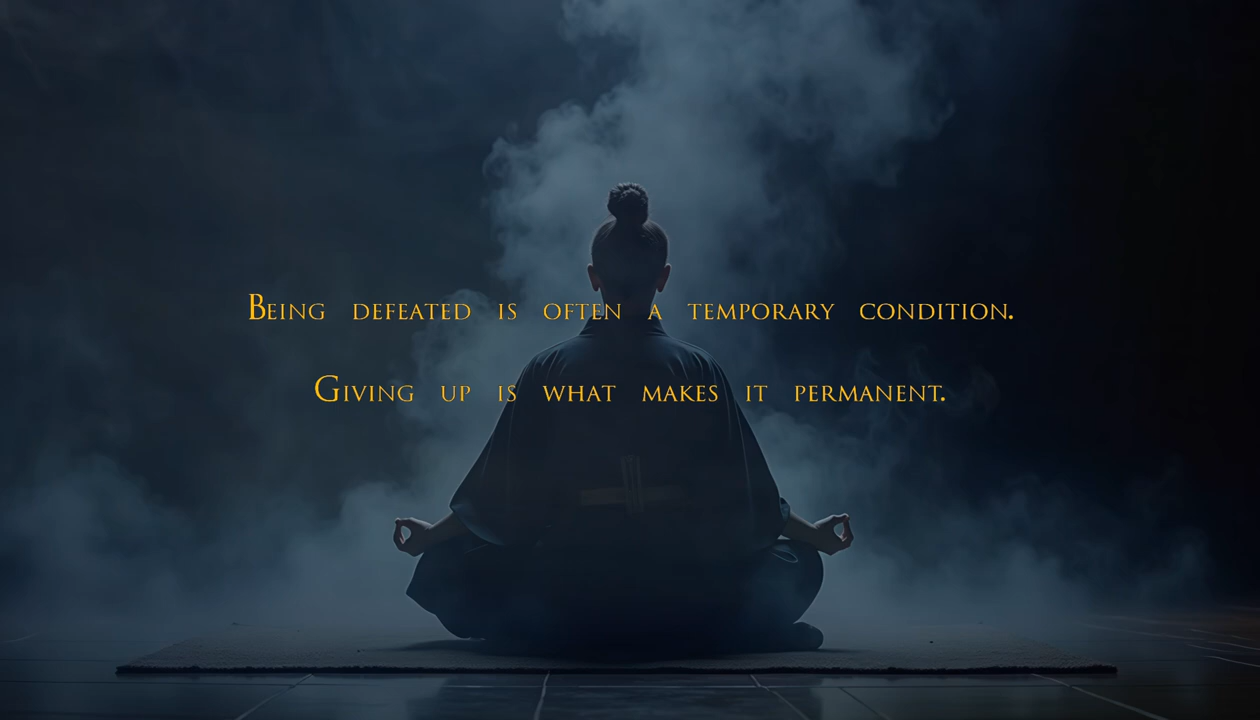 Being defeated is often a temporary condition.
Giving up is what makes it permanent.